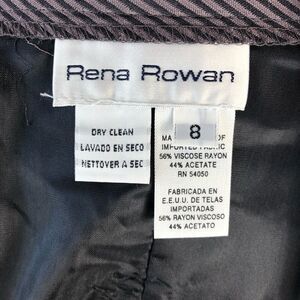 Rena Rowan
DRY CLEAN
LAVADO EN SECO
NETTOYER A SEC
8
MA OF
IMPORTED FABRIC
56% VISCOSE RAYON
44% ACETATE
RN 54050
FABRICADA EN
E.E.U.U. DE TELAS
IMPORTADAS
56% RAYON VISCOSO
44% ACETATO